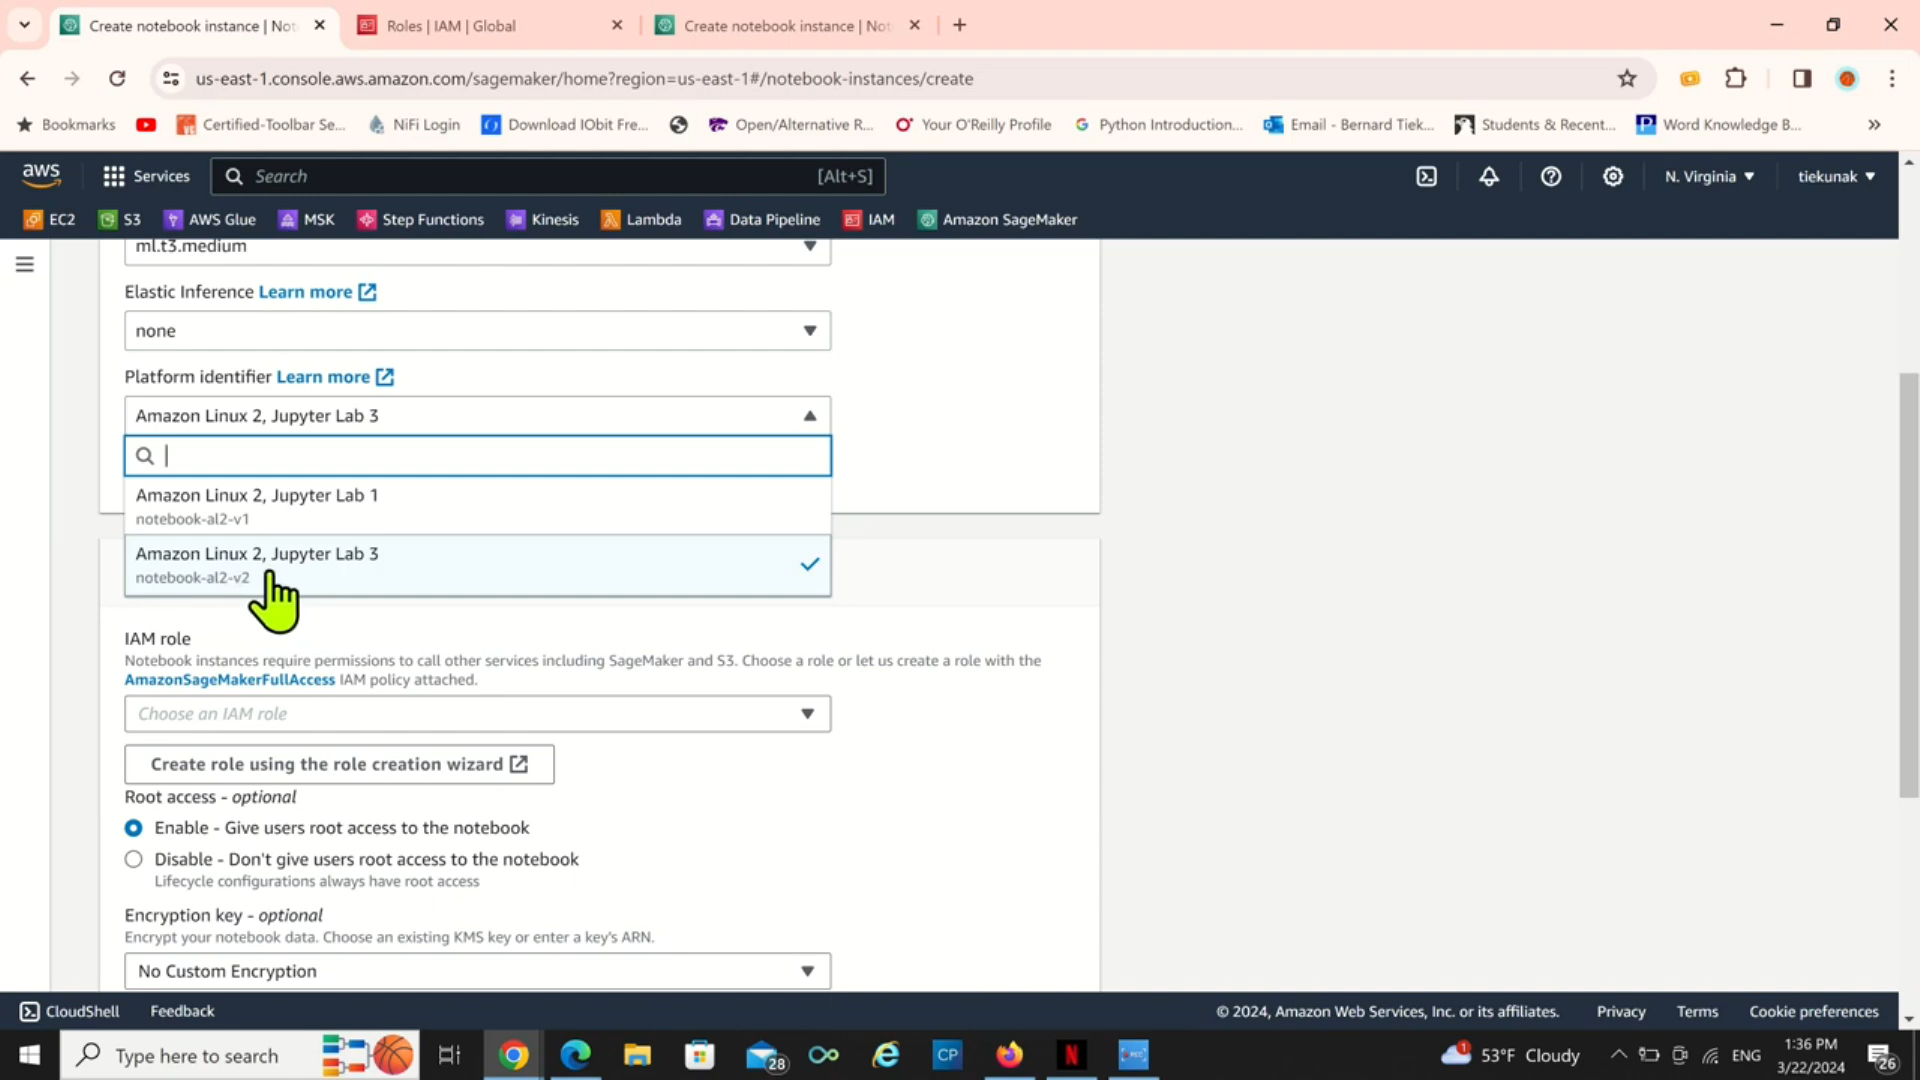 Create notebook instance | Not
Roles | IAM | Global
Create notebook instance | Not
us-east-1.console.aws.amazon.com/sagemaker/home?region=us-east-1#/notebook-instances/create
Bookmarks
Certified-Toolbar Se...
NiFi Login
Download IObit Fre...
Open/Alternative R...
Your O'Reilly Profile
Python Introduction...
Email - Bernard Tiek...
Students & Recent...
Word Knowledge B...
aws
Services
Search
[Alt+S]
N. Virginia
tiekunak
EC2
S3
AWS Glue
MSK
Step Functions
Kinesis
Lambda
Data Pipeline
IAM
Amazon SageMaker
ml.t3.medium
Elastic Inference Learn more
none
Platform identifier Learn more
Amazon Linux 2, Jupyter Lab 3
Amazon Linux 2, Jupyter Lab 1
notebook-al2-v1
Amazon Linux 2, Jupyter Lab 3
notebook-al2-v2
IAM role
Notebook instances require permissions to call other services including SageMaker and S3. Choose a role or let us create a role with the
AmazonSageMakerFullAccess IAM policy attached.
Choose an IAM role
Create role using the role creation wizard
Root access - optional
Enable - Give users root access to the notebook
Disable - Don't give users root access to the notebook
Lifecycle configurations always have root access
Encryption key - optional
Encrypt your notebook data. Choose an existing KMS key or enter a key's ARN.
No Custom Encryption
CloudShell
Feedback
© 2024, Amazon Web Services, Inc. or its affiliates.
Privacy
Terms
Cookie preferences
Type here to search
28
CP
N
REC
1
53°F Cloudy
ENG
1:36 PM
3/22/2024
26